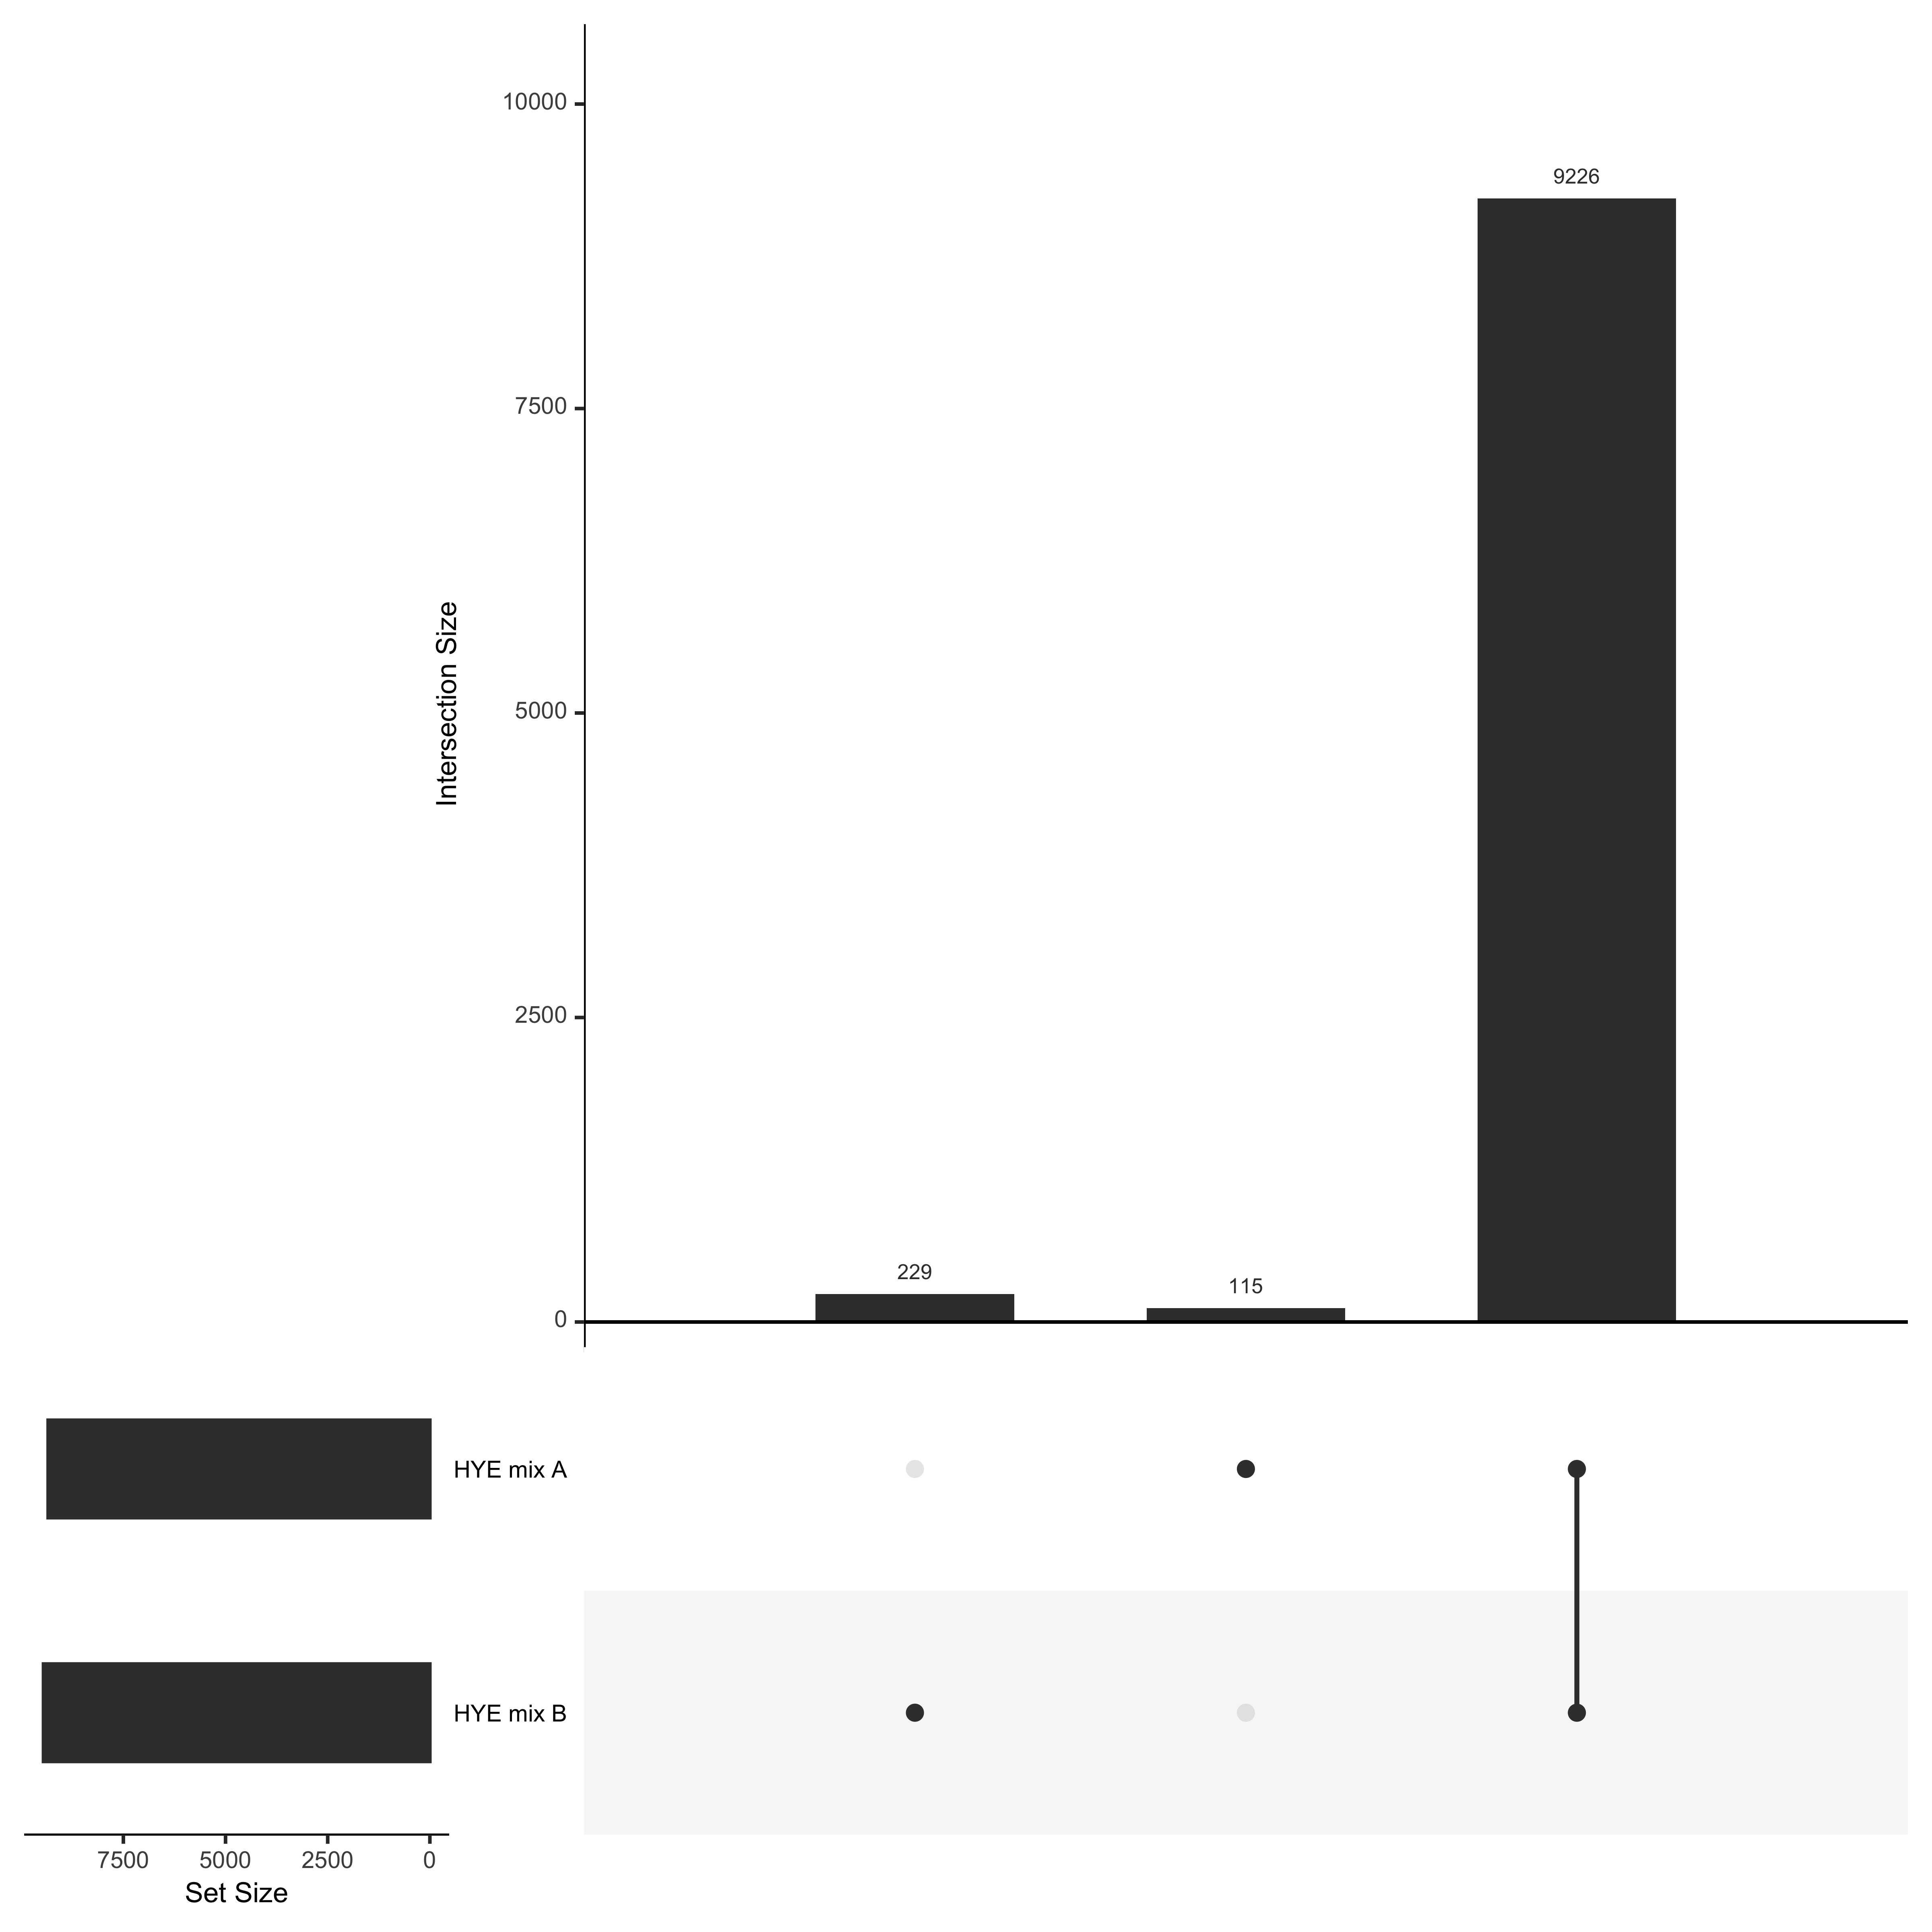 10000
9226
7500
Intersection Size
5000
2500
229
115
0
HYE mix A
HYE mix B
7500 5000 2500 0
Set Size